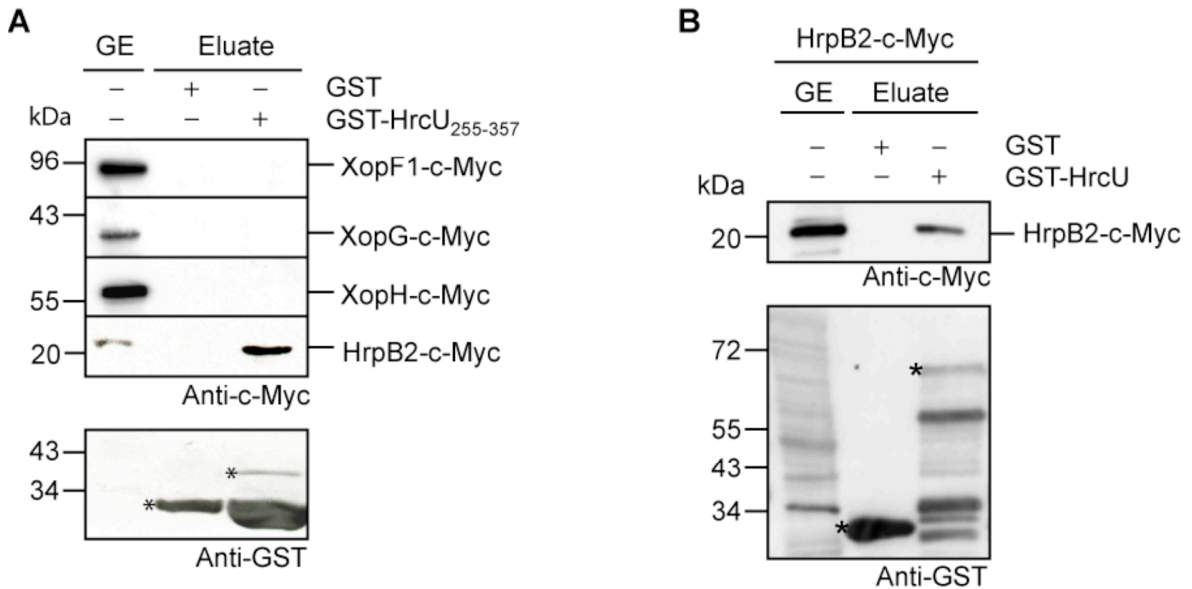 A
GE Eluate
– + – GST
kDa – – + GST-HrcU255-357
96 XopF1-c-Myc
43
XopG-c-Myc
55 XopH-c-Myc
20 HrpB2-c-Myc
Anti-c-Myc
43
*
34 *
Anti-GST
B
HrpB2-c-Myc
GE Eluate
– + – GST
kDa – – + GST-HrcU
20 HrpB2-c-Myc
Anti-c-Myc
72
*
55
43
34
*
Anti-GST